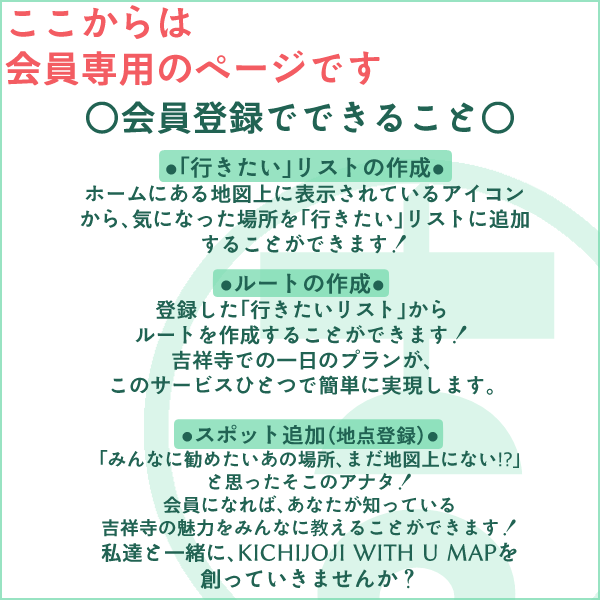 ここからは
会員専用のページです
〇会員登録でできること〇
●「行きたい」リストの作成●
ホームにある地図上に表示されているアイコン
から、気になった場所を「行きたい」リストに追加
することができます！
●ルートの作成●
登録した「行きたいリスト」から
ルートを作成することができます！
吉祥寺での一日のプランが、
このサービスひとつで簡単に実現します。
●スポット追加（地点登録）●
「みんなに勧めたいあの場所、まだ地図上にない!?」
と思ったそこのアナタ！
会員になれば、あなたが知っている
吉祥寺の魅力をみんなに教えることができます！
私達と一緒に、KICHIJOJI WITH U MAPを
創っていきませんか？